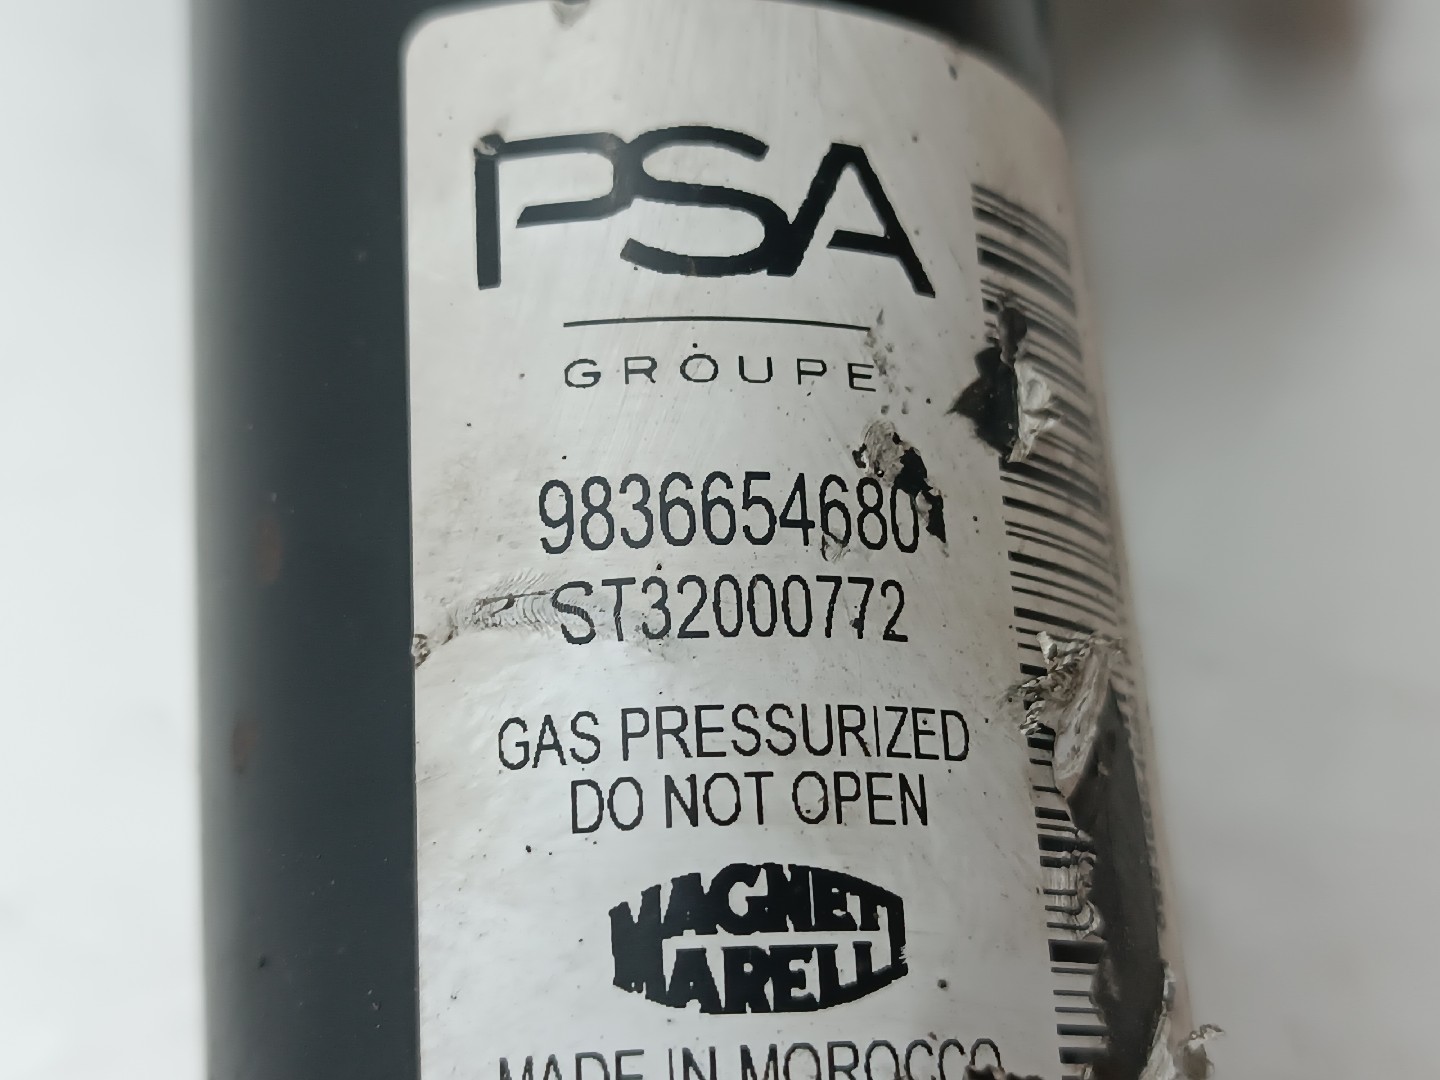 PSA
GROUPE
9836654680
ST32000772
GAS PRESSURIZED
DO NOT OPEN
MAGNETI
MARELLI
MADE IN MOROCCO